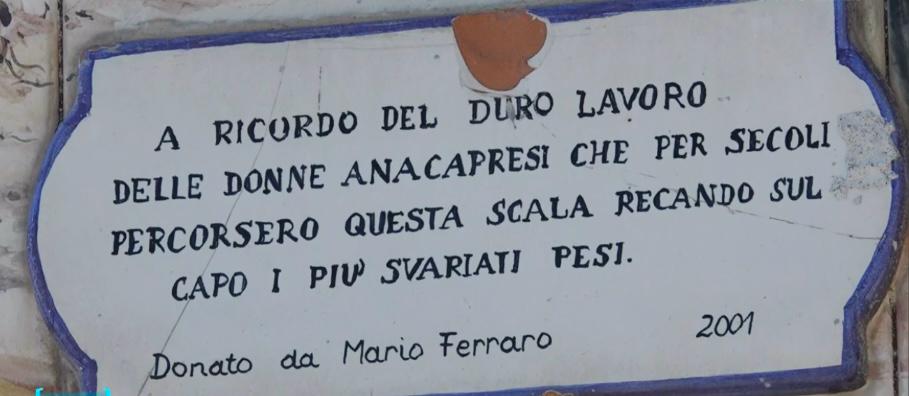 A RICORDO DEL DURO LAVORO
DELLE DONNE ANACAPRESI CHE PER SECOLI
PERCORSERO QUESTA SCALA RECANDO SUL
CAPO I PIU' SVARIATI PESI.
Donato da Mario Ferraro 2001